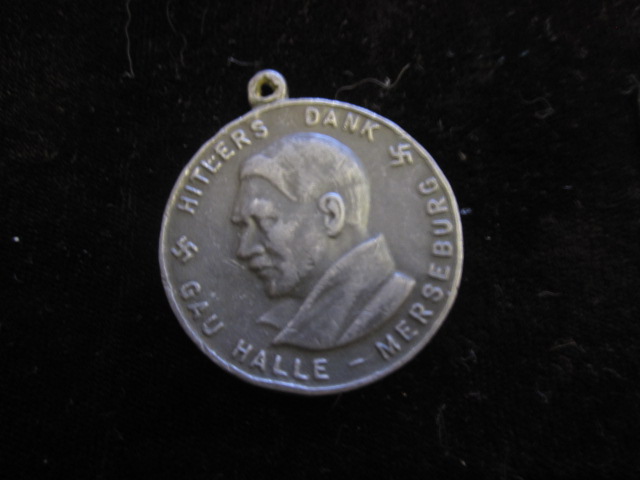 HITLERS DANK
GAU HALLE - MERSEBURG